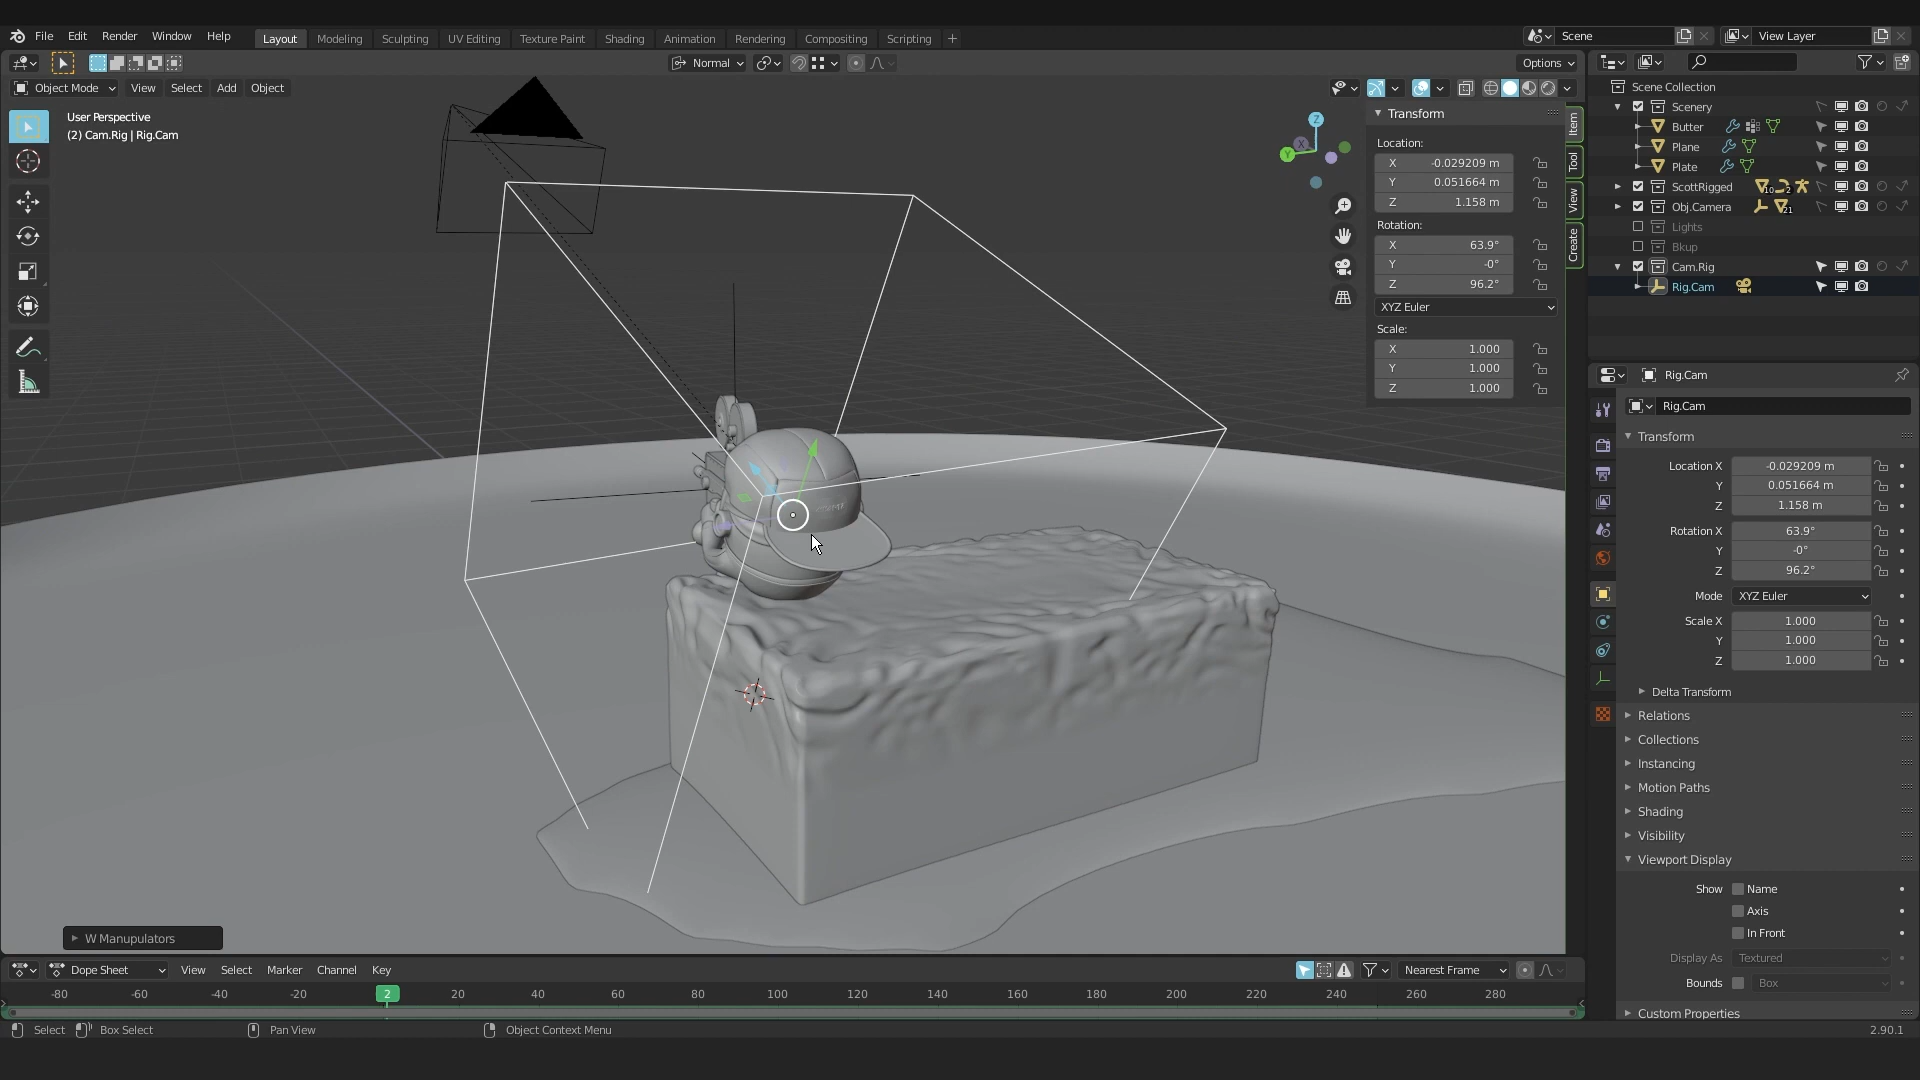 File Edit Render Window Help Layout Modeling Sculpting UV Editing Texture Paint Shading Animation Rendering Compositing Scripting + Scene View Layer
Normal Options
Object Mode View Select Add Object
User Perspective
(2) Cam.Rig | Rig.Cam
Z
Y
X
Transform
Location:
X -0.029209 m
Y 0.051664 m
Z 1.158 m
Rotation:
X 63.9°
Y -0°
Z 96.2°
XYZ Euler
Scale:
X 1.000
Y 1.000
Z 1.000
Item
Tool
View
Create
Scene Collection
Scenery
Butter
Plane
Plate
ScottRigged 10 2
Obj.Camera 21
Lights
Bkup
Cam.Rig
Rig.Cam
Rig.Cam
Rig.Cam
Transform
Location X -0.029209 m
Y 0.051664 m
Z 1.158 m
Rotation X 63.9°
Y -0°
Z 96.2°
Mode XYZ Euler
Scale X 1.000
Y 1.000
Z 1.000
Delta Transform
Relations
Collections
Instancing
Motion Paths
Shading
Visibility
Viewport Display
Show Name
Axis
In Front
Display As Textured
Bounds Box
Custom Properties
W Manupulators
Dope Sheet View Select Marker Channel Key Nearest Frame
-80 -60 -40 -20 2 20 40 60 80 100 120 140 160 180 200 220 240 260 280
Select Box Select Pan View Object Context Menu 2.90.1